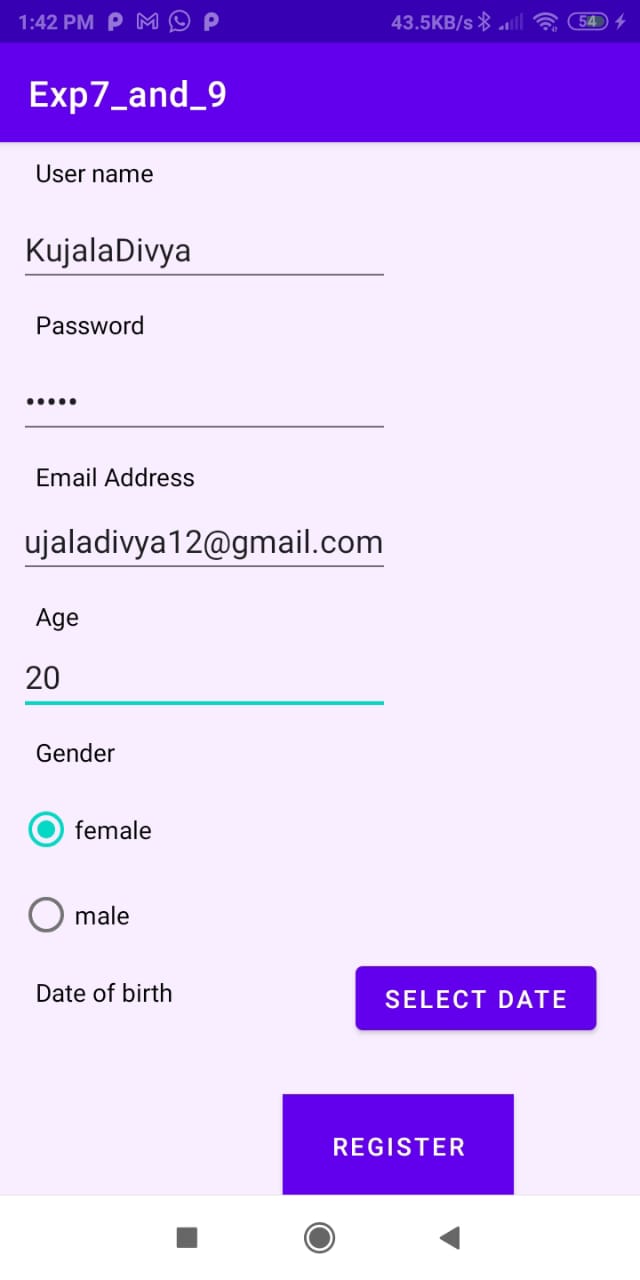 1:42 PM 43.5KB/s 54
Exp7_and_9
User name
KujalaDivya
Password
•••••
Email Address
ujaladivya12@gmail.com
Age
20
Gender
female
male
Date of birth SELECT DATE
REGISTER